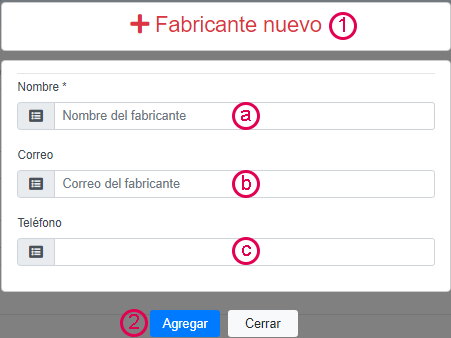 Fabricante nuevo 1
Nombre *
Nombre del fabricante a
Correo
Correo del fabricante b
Teléfono
c
2 Agregar Cerrar